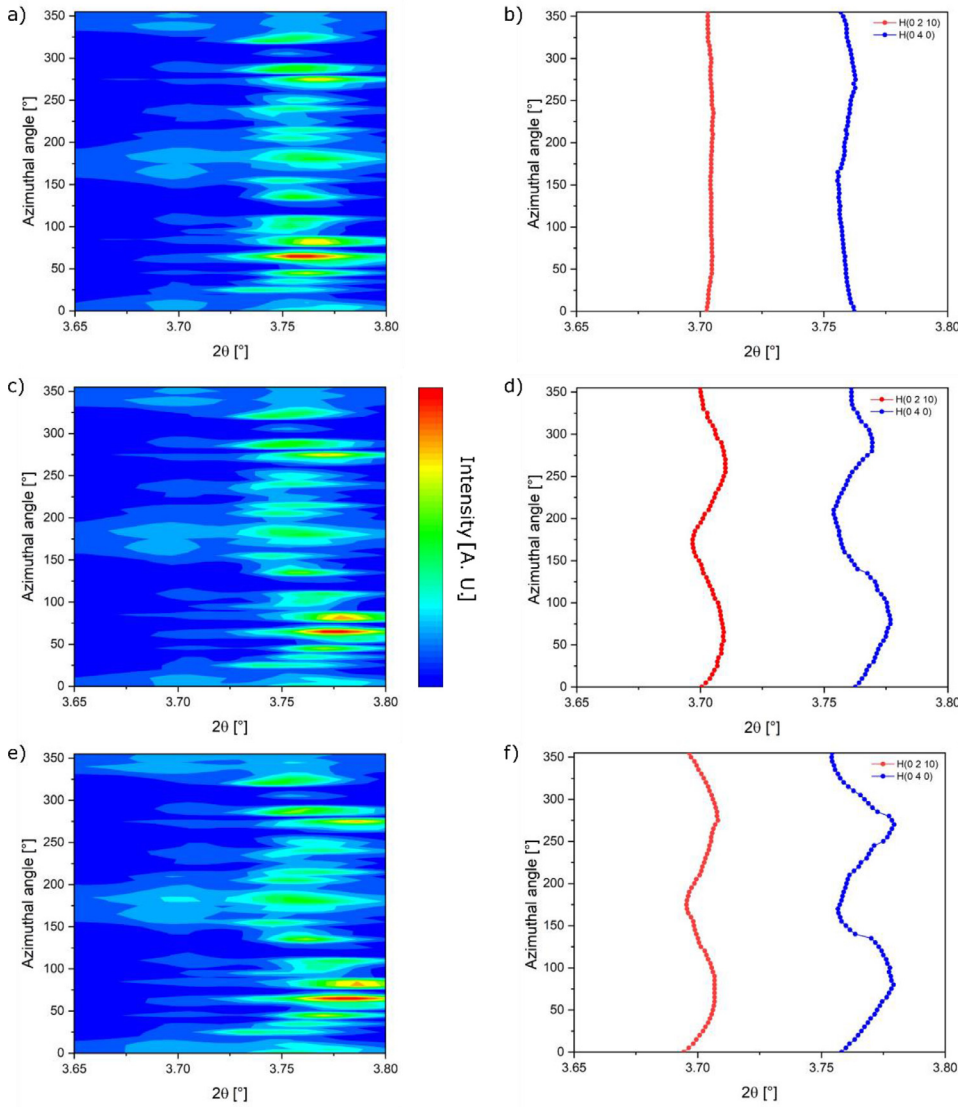 a)
350
300
250
200
150
100
50
0
Azimuthal angle [°]
3.65
3.70
3.75
3.80
2θ [°]
b)
H(0 2 10)
H(0 4 0)
350
300
250
200
150
100
50
0
Azimuthal angle [°]
3.65
3.70
3.75
3.80
2θ [°]
c)
350
300
250
200
150
100
50
0
Azimuthal angle [°]
3.65
3.70
3.75
3.80
2θ [°]
Intensity [A. U.]
d)
H(0 2 10)
H(0 4 0)
350
300
250
200
150
100
50
0
Azimuthal angle [°]
3.65
3.70
3.75
3.80
2θ [°]
e)
350
300
250
200
150
100
50
0
Azimuthal angle [°]
3.65
3.70
3.75
3.80
2θ [°]
f)
H(0 2 10)
H(0 4 0)
350
300
250
200
150
100
50
0
Azimuthal angle [°]
3.65
3.70
3.75
3.80
2θ [°]